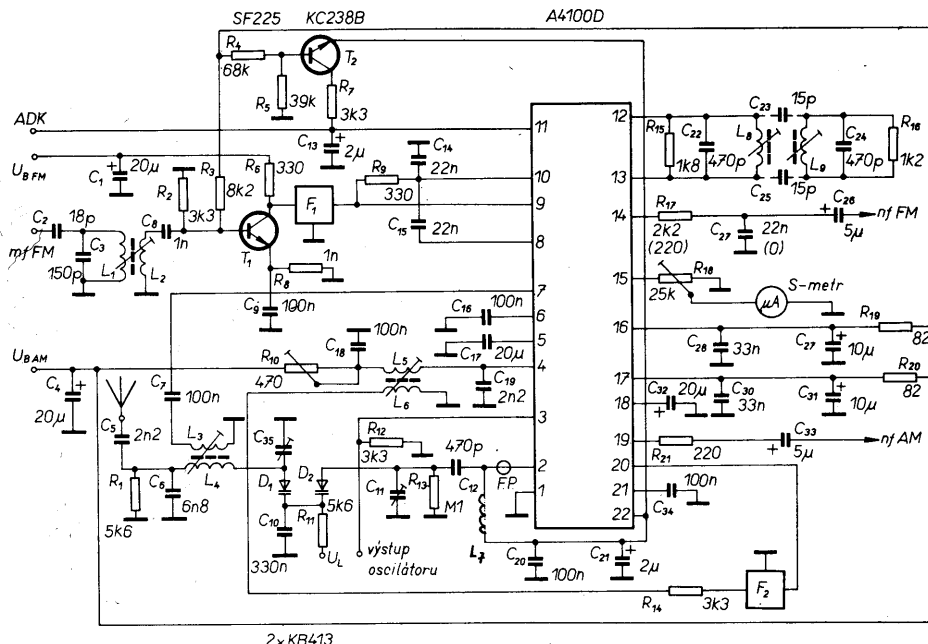 SF225 KC238B A4100D
R4
68k
T2
R5
39k
R7
3k3
ADK
C13
2µ
UB FM
C1
20µ
R2
3k3
R3
8k2
R6
330
F1
R9
330
C14
22n
C15
22n
11
10
9
8
7
6
5
4
3
2
1
12
13
14
15
16
17
18
19
20
21
22
C2
18p
mf FM
C3
150p
L1
L2
C8
1n
T1
1n
R8
C9
100n
R15
1k8
C22
470p
L8
C23
15p
L9
C25
15p
C24
470p
R16
1k2
R17
2k2
(220)
C27
22n
(0)
C26
5µ
nf FM
R18
25k
µA
S-metr
C16
100n
C17
20µ
C28
33n
C27
10µ
R19
82
UB AM
C4
20µ
C5
2n2
C7
100n
R10
470
C18
100n
L5
L6
C19
2n2
C32
20µ
C30
33n
C31
10µ
R20
82
R1
5k6
C6
6n8
L3
L4
C35
D1
D2
C10
330n
R11
5k6
UL
R12
3k3
C11
R13
M1
C12
470p
F.P.
L7
výstup
oscilátoru
C20
100n
C21
2µ
R21
220
C33
5µ
nf AM
C34
100n
R14
3k3
F2
2×KB413